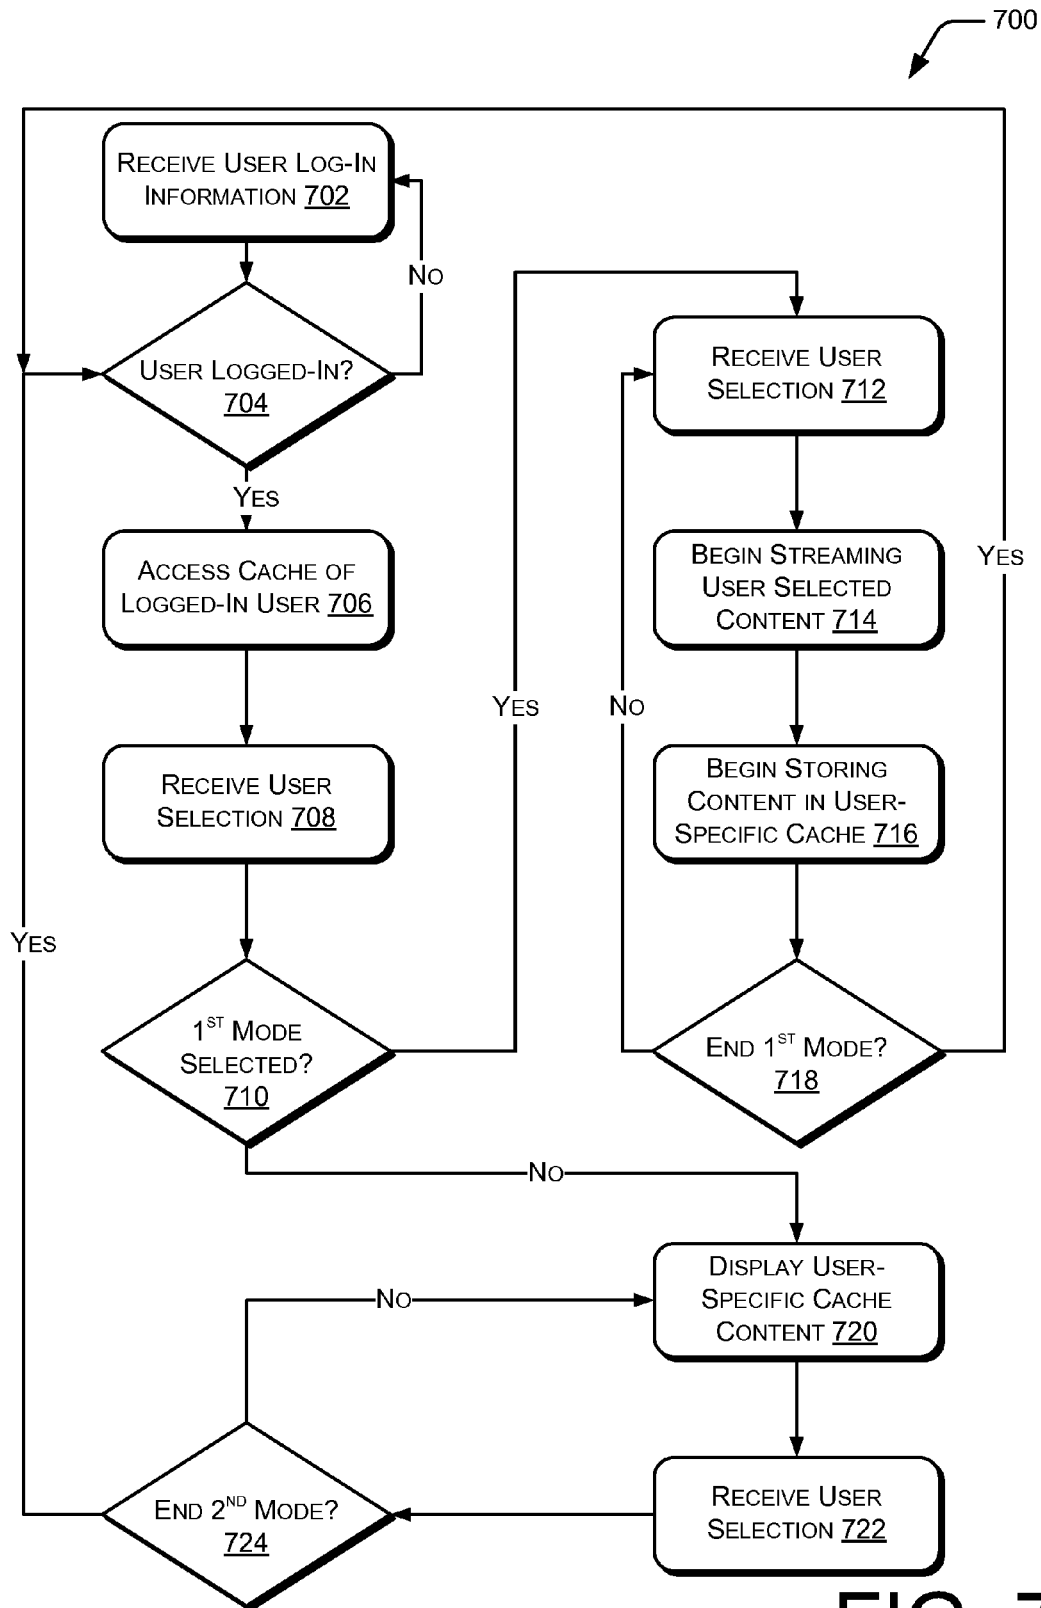 700
RECEIVE USER LOG-IN
INFORMATION 702
NO
USER LOGGED-IN?
704
YES
ACCESS CACHE OF
LOGGED-IN USER 706
RECEIVE USER
SELECTION 708
YES
1ST MODE
SELECTED?
710
YES
RECEIVE USER
SELECTION 712
BEGIN STREAMING
USER SELECTED
CONTENT 714
YES
NO
BEGIN STORING
CONTENT IN USER-
SPECIFIC CACHE 716
END 1ST MODE?
718
NO
DISPLAY USER-
SPECIFIC CACHE
CONTENT 720
NO
RECEIVE USER
SELECTION 722
END 2ND MODE?
724